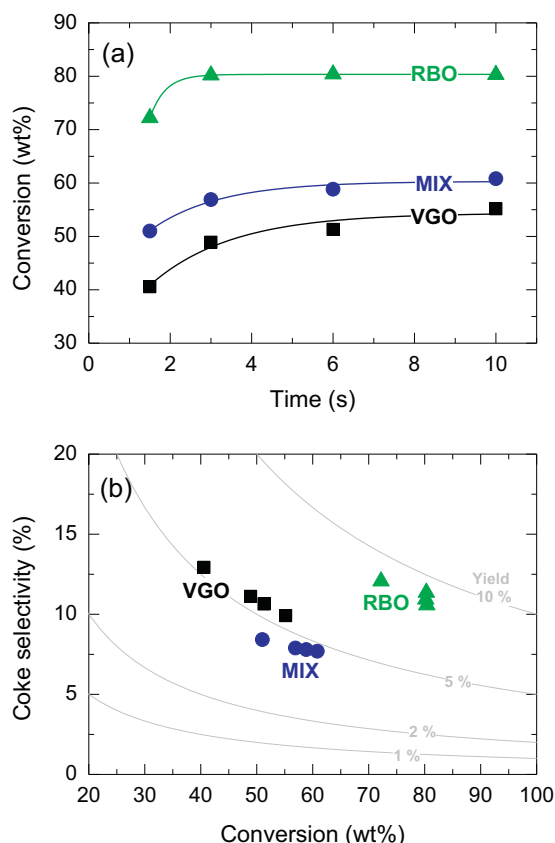 (a)
Conversion (wt%)
90
80
70
60
50
40
30
RBO
MIX
VGO
0 2 4 6 8 10
Time (s)
(b)
Coke selectivity (%)
20
15
10
5
0
VGO
MIX
RBO
Yield
10 %
5 %
2 %
1 %
20 30 40 50 60 70 80 90 100
Conversion (wt%)